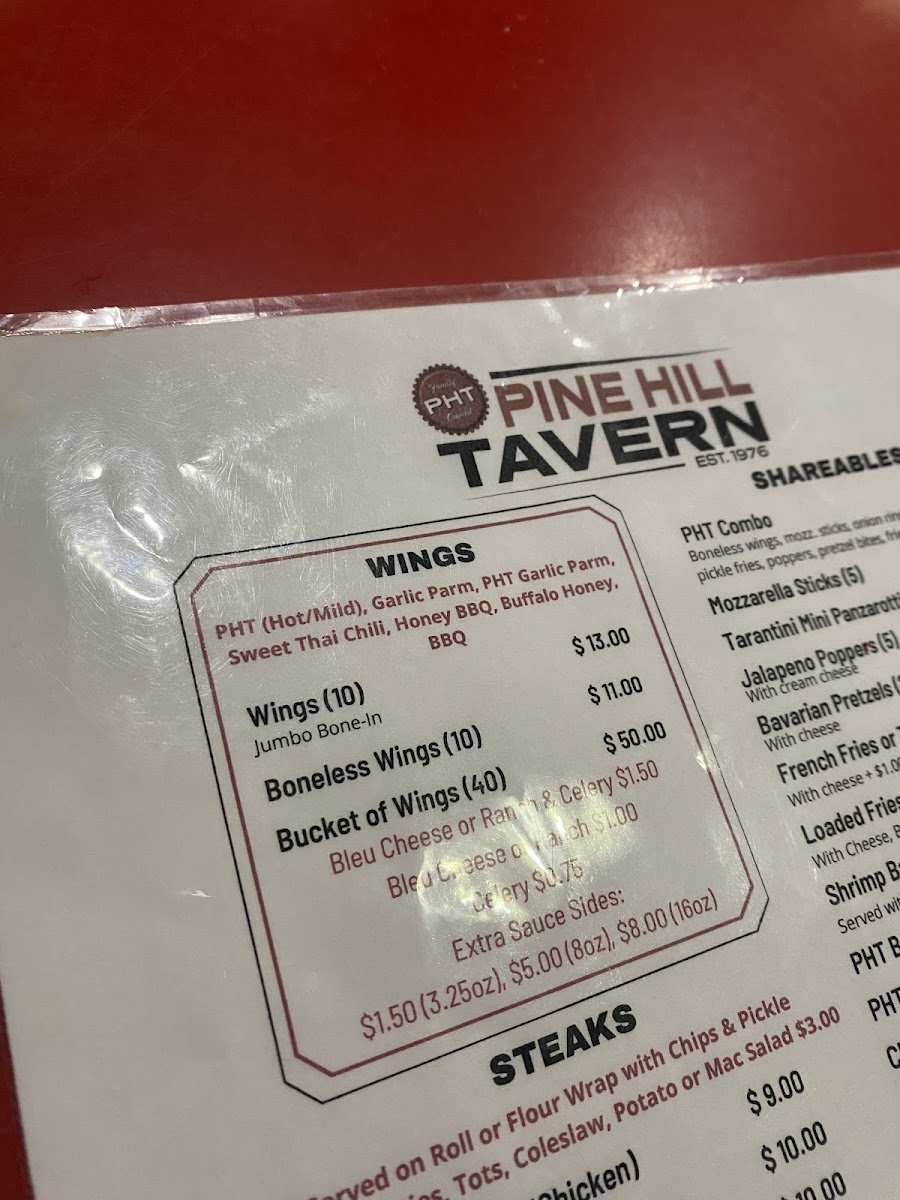 Family
PHT
Owned
PINE HILL
TAVERN
EST. 1976
WINGS
PHT (Hot/Mild), Garlic Parm, PHT Garlic Parm,
Sweet Thai Chili, Honey BBQ, Buffalo Honey,
BBQ
Wings (10) $ 13.00
Jumbo Bone-In
Boneless Wings (10) $ 11.00
Bucket of Wings (40) $ 50.00
Bleu Cheese or Ranch & Celery $1.50
Bleu Cheese or Ranch $1.00
Celery $0.75
Extra Sauce Sides:
$1.50 (3.25oz), $5.00 (8oz), $8.00 (16oz)
STEAKS
Served on Roll or Flour Wrap with Chips & Pickle
Tots, Coleslaw, Potato or Mac Salad $3.00
$ 9.00
Chicken) $ 10.00
10.00
SHAREABLES
PHT Combo
Boneless wings, mozz. sticks, onion
pickle fries, poppers, pretzel bites,
Mozzarella Sticks (5)
Tarantini Mini Panzarotti
Jalapeno Poppers (5)
With cream cheese
Bavarian Pretzels
With cheese
French Fries or
With cheese + $1.00
Loaded Fries
With Cheese,
Shrimp
Served
PHT
PHT